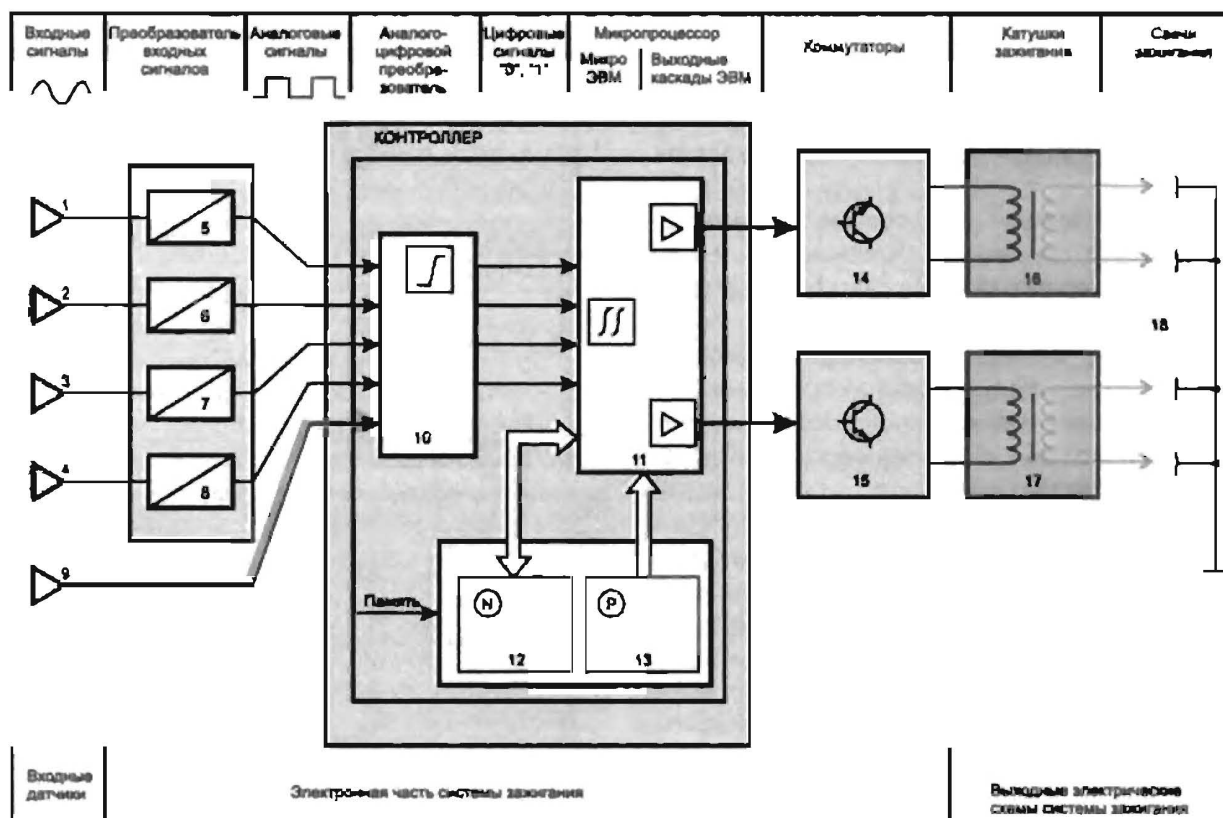 Входные
сигналы
Преобразователь
входных
сигналов
Аналоговые
сигналы
Аналого-
цифровой
преобра-
зователь
Цифровые
сигналы
"0", "1"
Микропроцессор
Микро
ЭВМ
Выходные
каскады ЭВМ
Коммутаторы
Катушки
зажигания
Свечи
зажигания
КОНТРОЛЛЕР
1
5
2
6
3
7
4
8
9
10
11
14
15
16
17
18
Память
N
12
P
13
Входные
датчики
Электронная часть системы зажигания
Выходные электрические
схемы системы зажигания